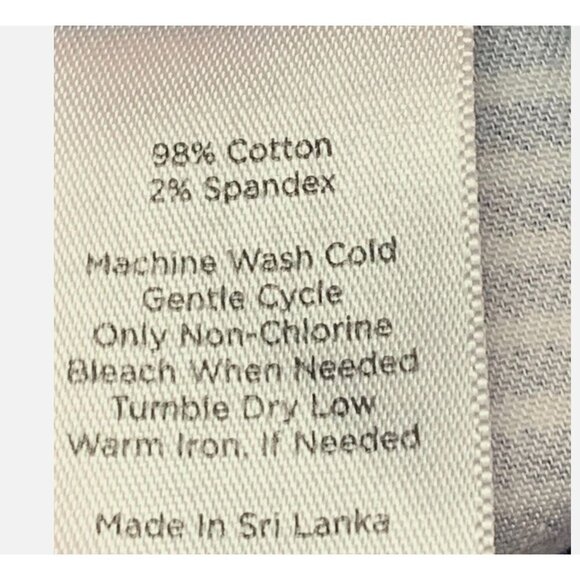 98% Cotton
2% Spandex
Machine Wash Cold
Gentle Cycle
Only Non-Chlorine
Bleach When Needed
Tumble Dry Low
Warm Iron. If Needed
Made In Sri Lanka